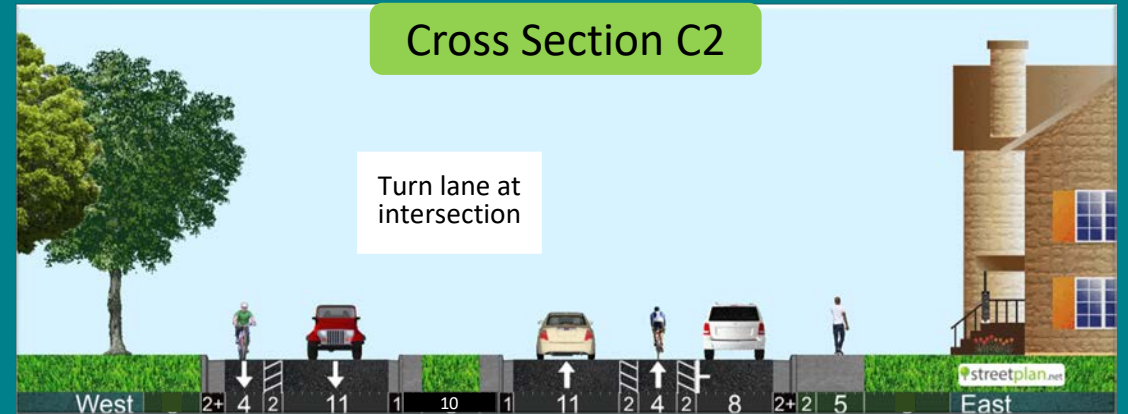 Cross Section C2
Turn lane at
intersection
streetplan.net
West 2+ 4 2 11 1 10 1 11 2 4 2 8 2+ 2 5 East